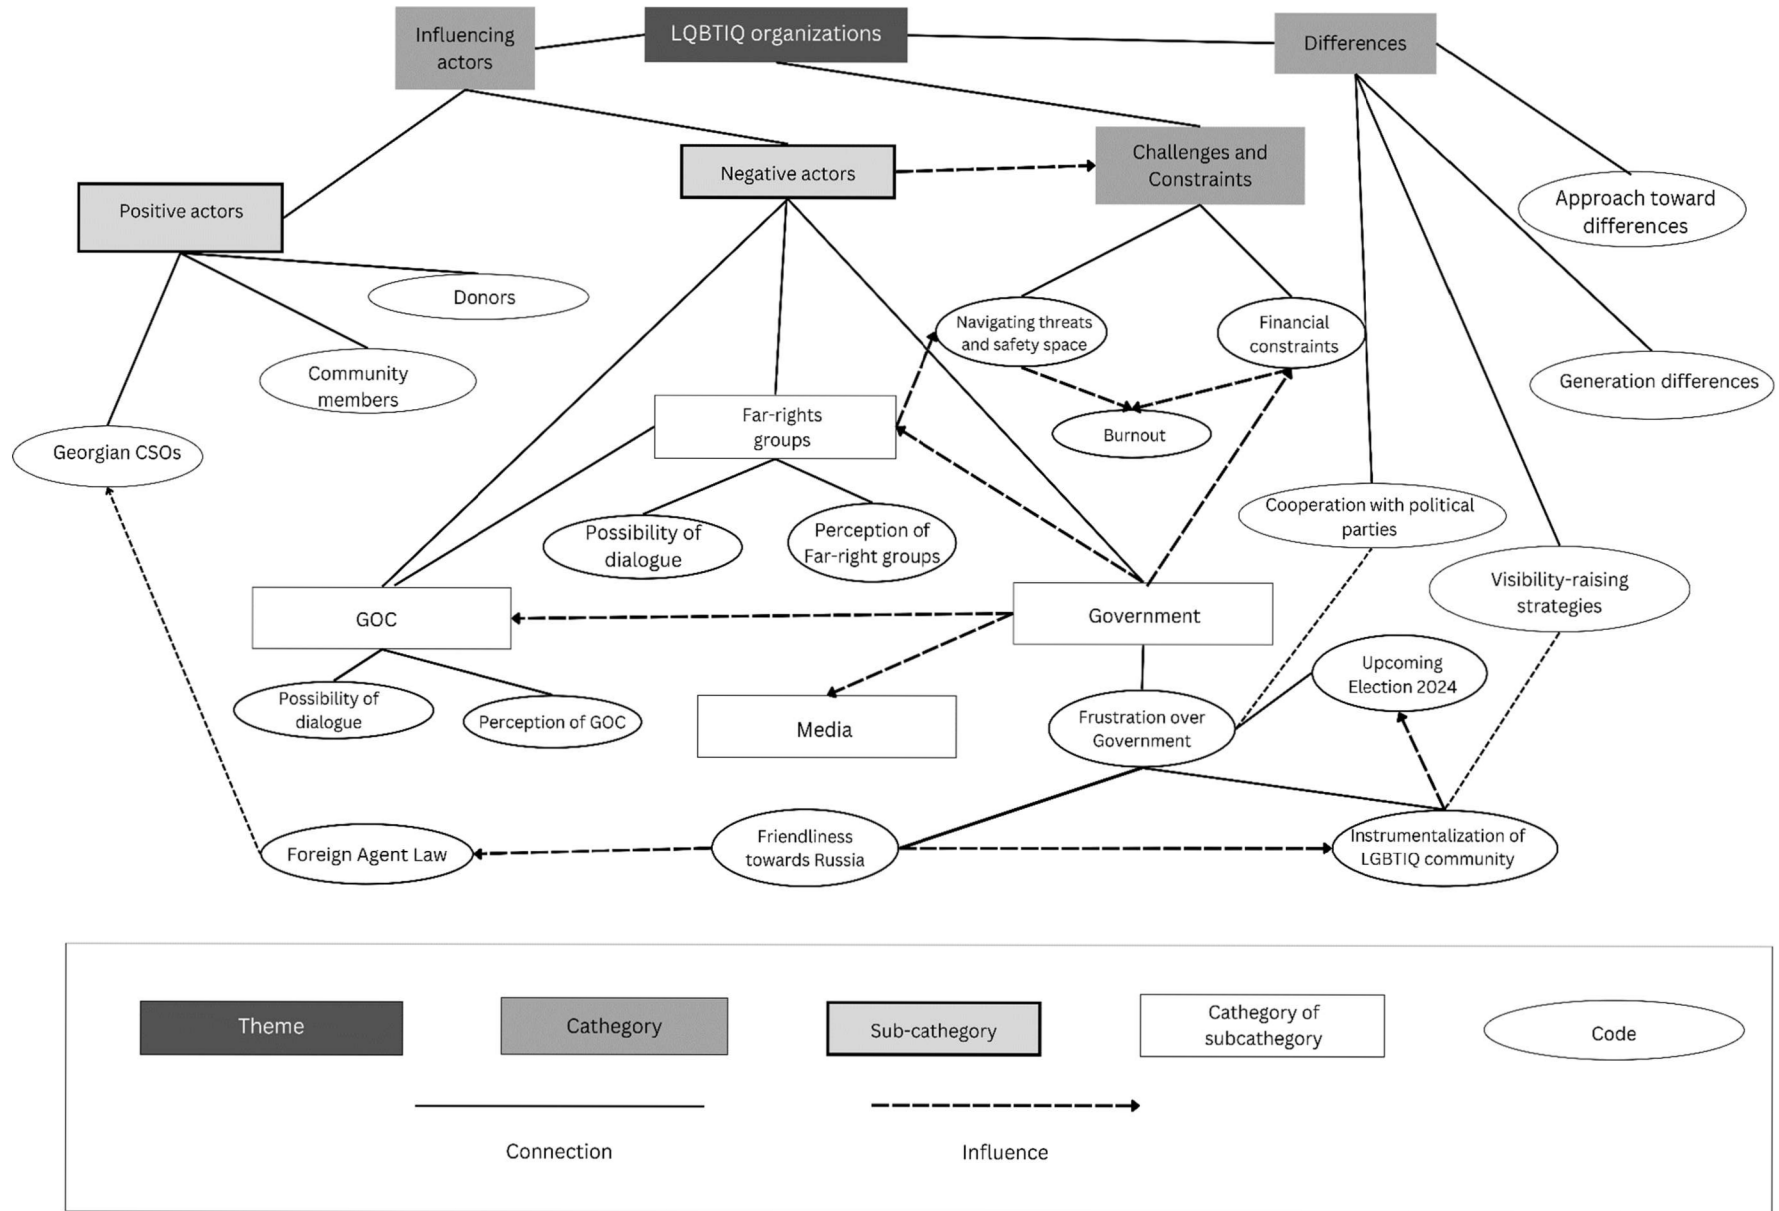 Influencing
actors
LQBTIQ organizations
Differences
Challenges and
Constraints
Negative actors
Positive actors
Approach toward
differences
Donors
Navigating threats
and safety space
Financial
constraints
Community
members
Generation differences
Far-rights
groups
Burnout
Georgian CSOs
Cooperation with political
parties
Possibility of
dialogue
Perception of
Far-right groups
Visibility-raising
strategies
GOC
Government
Upcoming
Election 2024
Possibility of
dialogue
Perception of GOC
Media
Frustration over
Government
Foreign Agent Law
Friendliness
towards Russia
Instrumentalization of
LGBTIQ community
Theme
Cathegory
Sub-cathegory
Cathegory of
subcathegory
Code
Connection
Influence